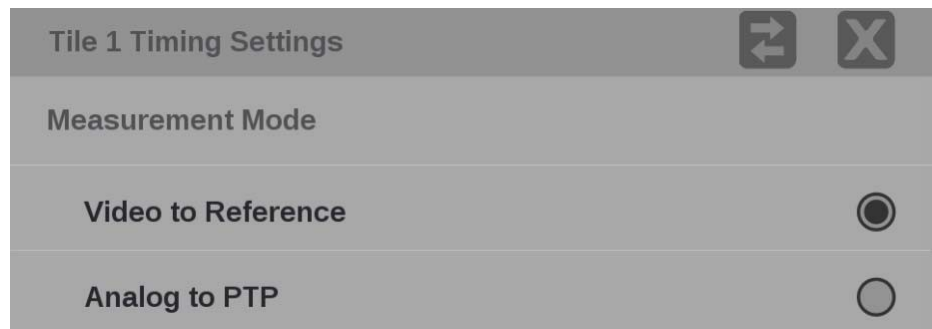 Tile 1 Timing Settings
Measurement Mode
Video to Reference
Analog to PTP